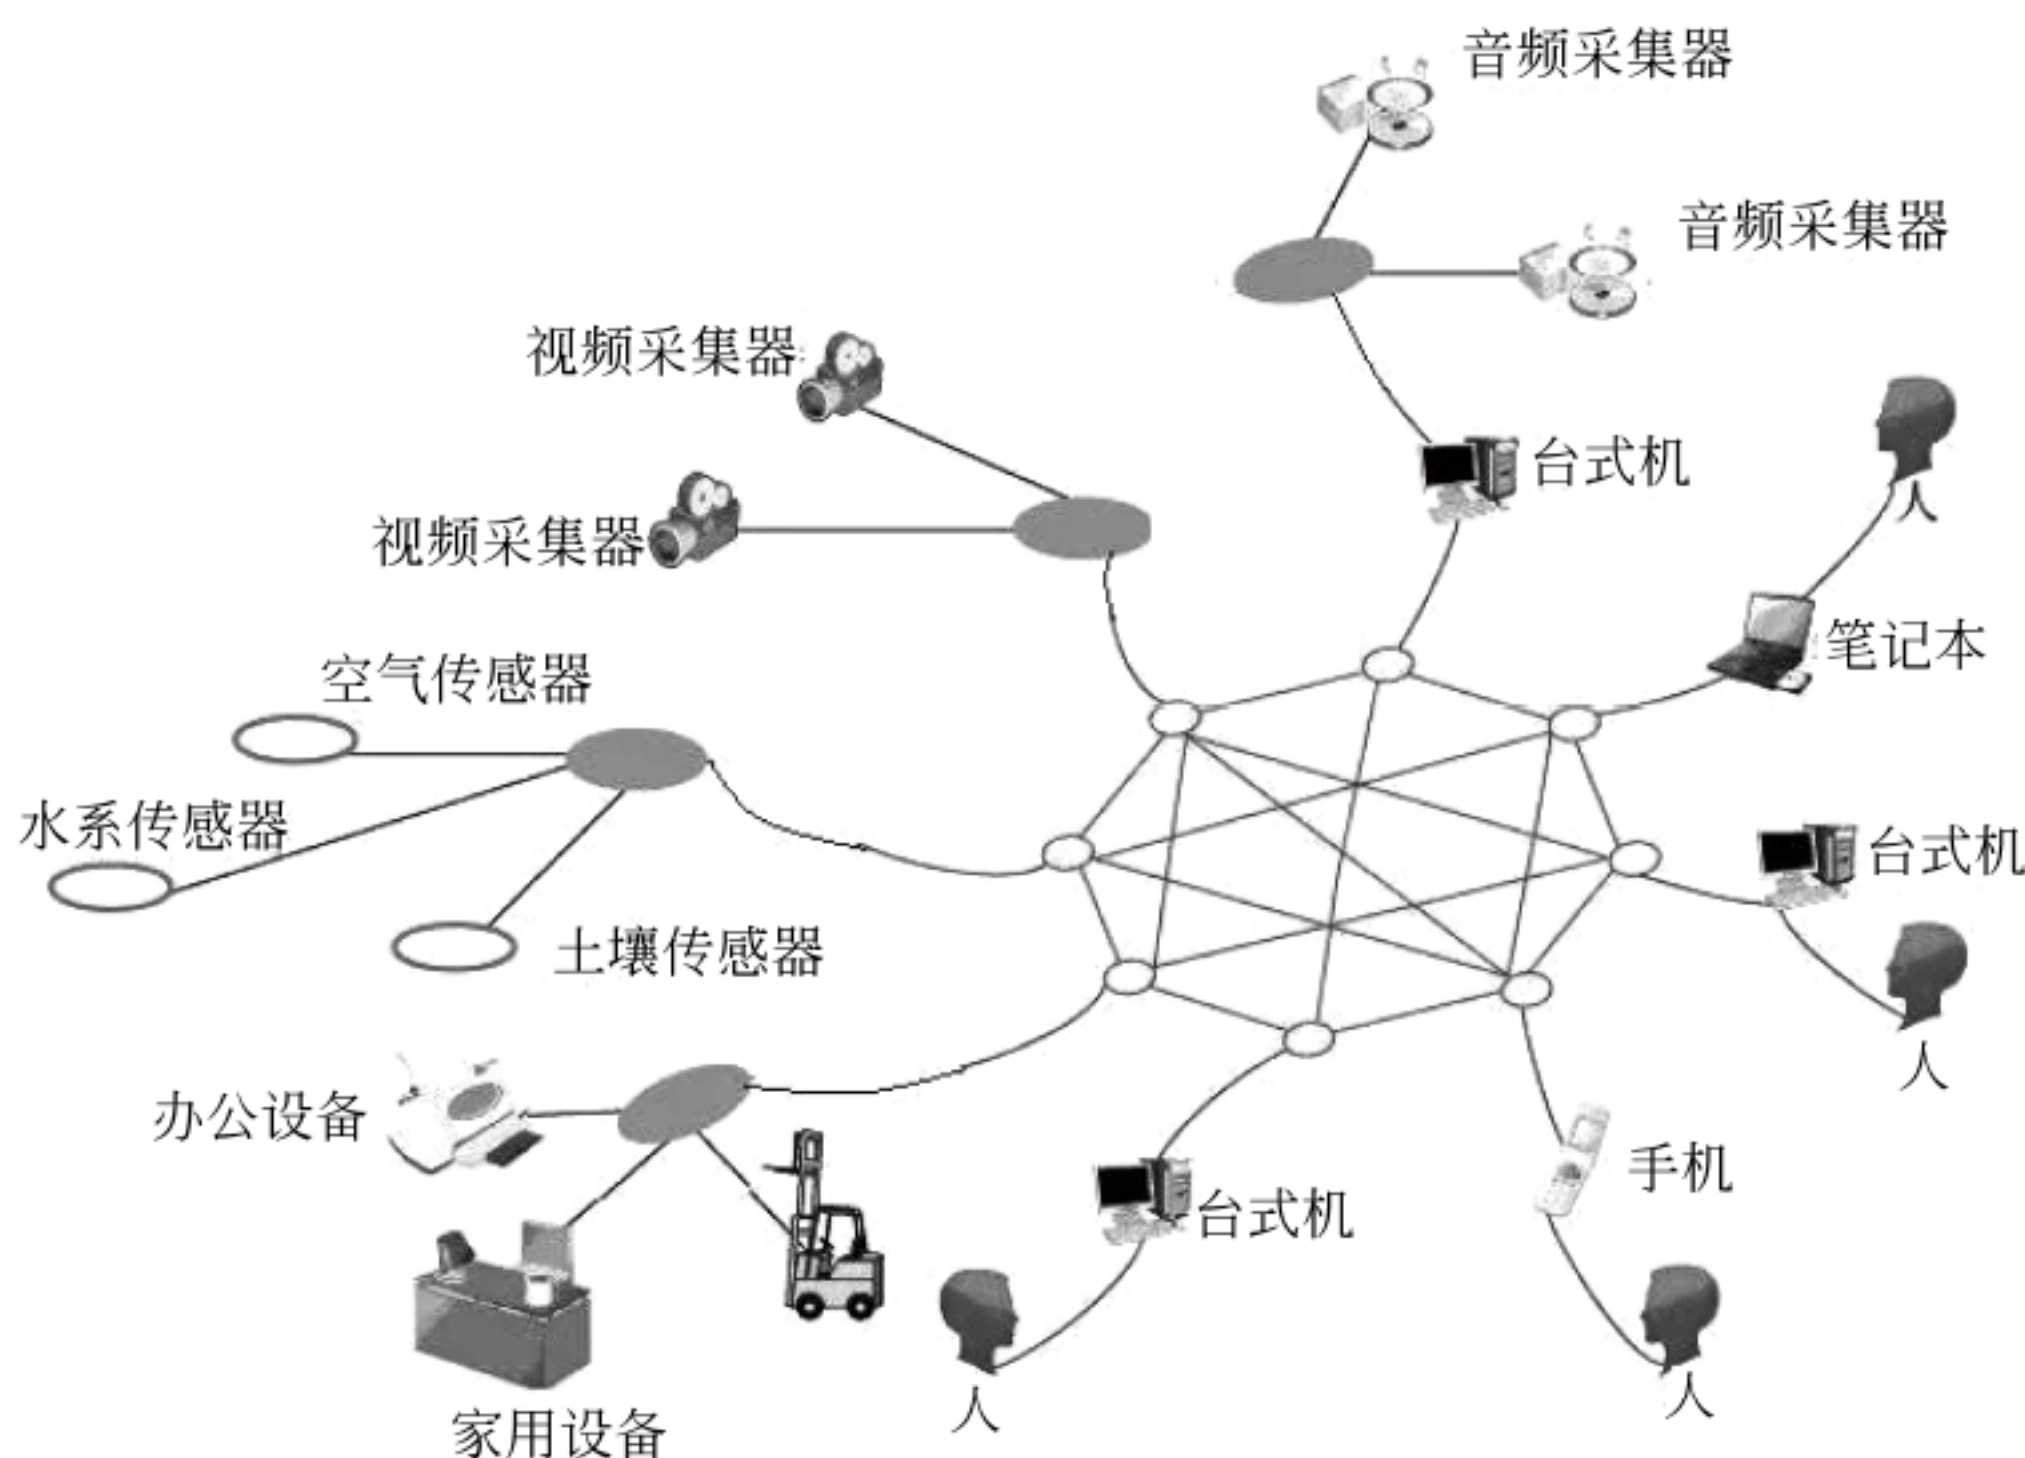 音频采集器
音频采集器
视频采集器
台式机
人
视频采集器
笔记本
空气传感器
水系传感器
台式机
土壤传感器
人
办公设备
手机
台式机
人
人
家用设备